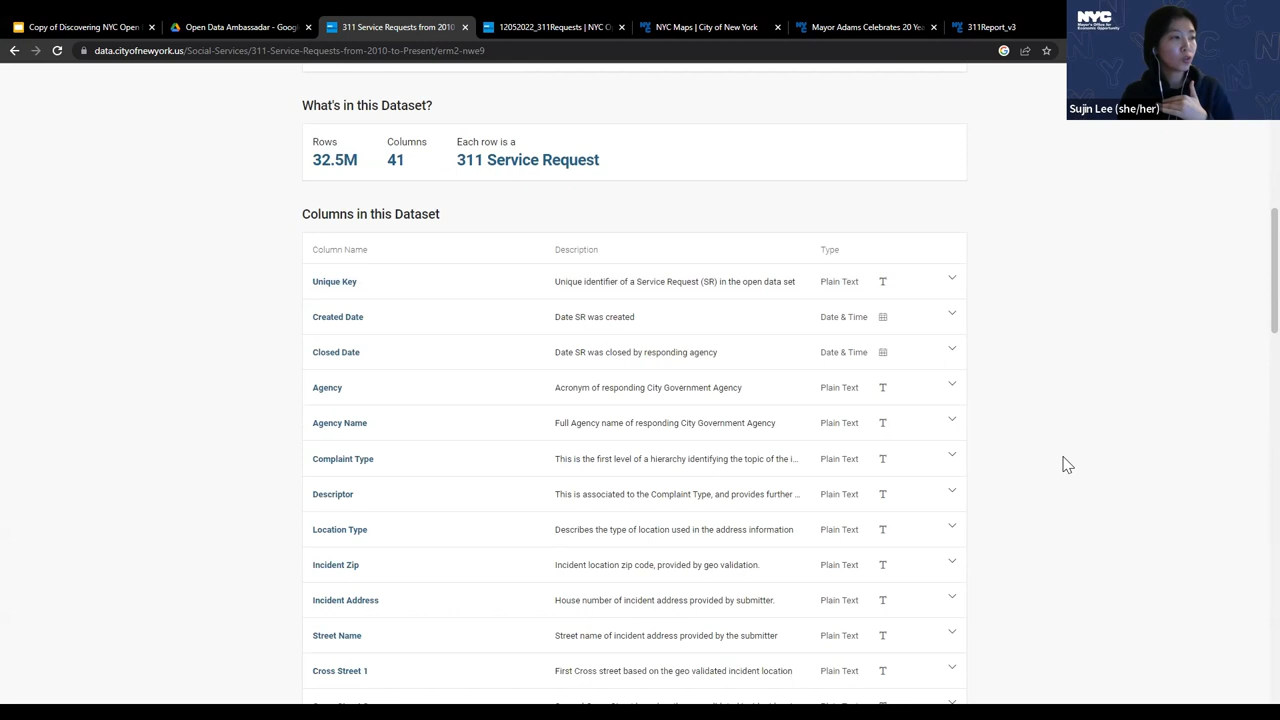 Copy of Discovering NYC Open
Open Data Ambassadar - Googl
311 Service Requests from 2010
12052022_311Requests | NYC O
NYC Maps | City of New York
Mayor Adams Celebrates 20 Yea
311Report_v3
data.cityofnewyork.us/Social-Services/311-Service-Requests-from-2010-to-Present/erm2-nwe9
NYC
Mayor's Office for
Economic Opportunity
Sujin Lee (she/her)
What's in this Dataset?
Rows Columns Each row is a
32.5M 41 311 Service Request
Columns in this Dataset
Column Name Description Type
Unique Key Unique identifier of a Service Request (SR) in the open data set Plain Text
Created Date Date SR was created Date & Time
Closed Date Date SR was closed by responding agency Date & Time
Agency Acronym of responding City Government Agency Plain Text
Agency Name Full Agency name of responding City Government Agency Plain Text
Complaint Type This is the first level of a hierarchy identifying the topic of the i... Plain Text
Descriptor This is associated to the Complaint Type, and provides further ... Plain Text
Location Type Describes the type of location used in the address information Plain Text
Incident Zip Incident location zip code, provided by geo validation. Plain Text
Incident Address House number of incident address provided by submitter. Plain Text
Street Name Street name of incident address provided by the submitter Plain Text
Cross Street 1 First Cross street based on the geo validated incident location Plain Text